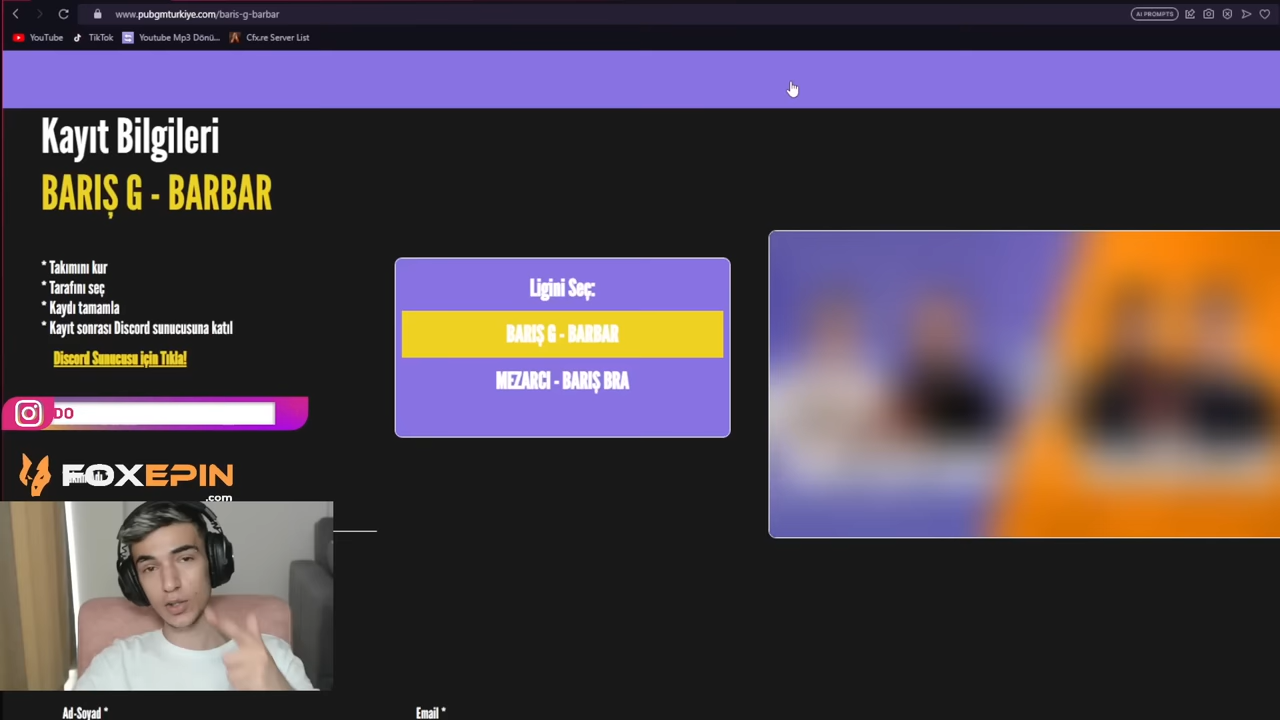 www.pubgmturkiye.com/baris-g-barbar
AI PROMPTS
YouTube
TikTok
Youtube Mp3 Dönü...
Cfx.re Server List
Kayıt Bilgileri
BARIŞ G - BARBAR
* Takımını kur
* Tarafını seç
* Kaydı tamamla
* Kayıt sonrası Discord sunucusuna katıl
Discord Sunucusu için Tıkla!
Ligini Seç:
BARIŞ G - BARBAR
MEZARCI - BARIŞ BRA
DO
FOXEPIN
.com
Ad-Soyad *
Email *